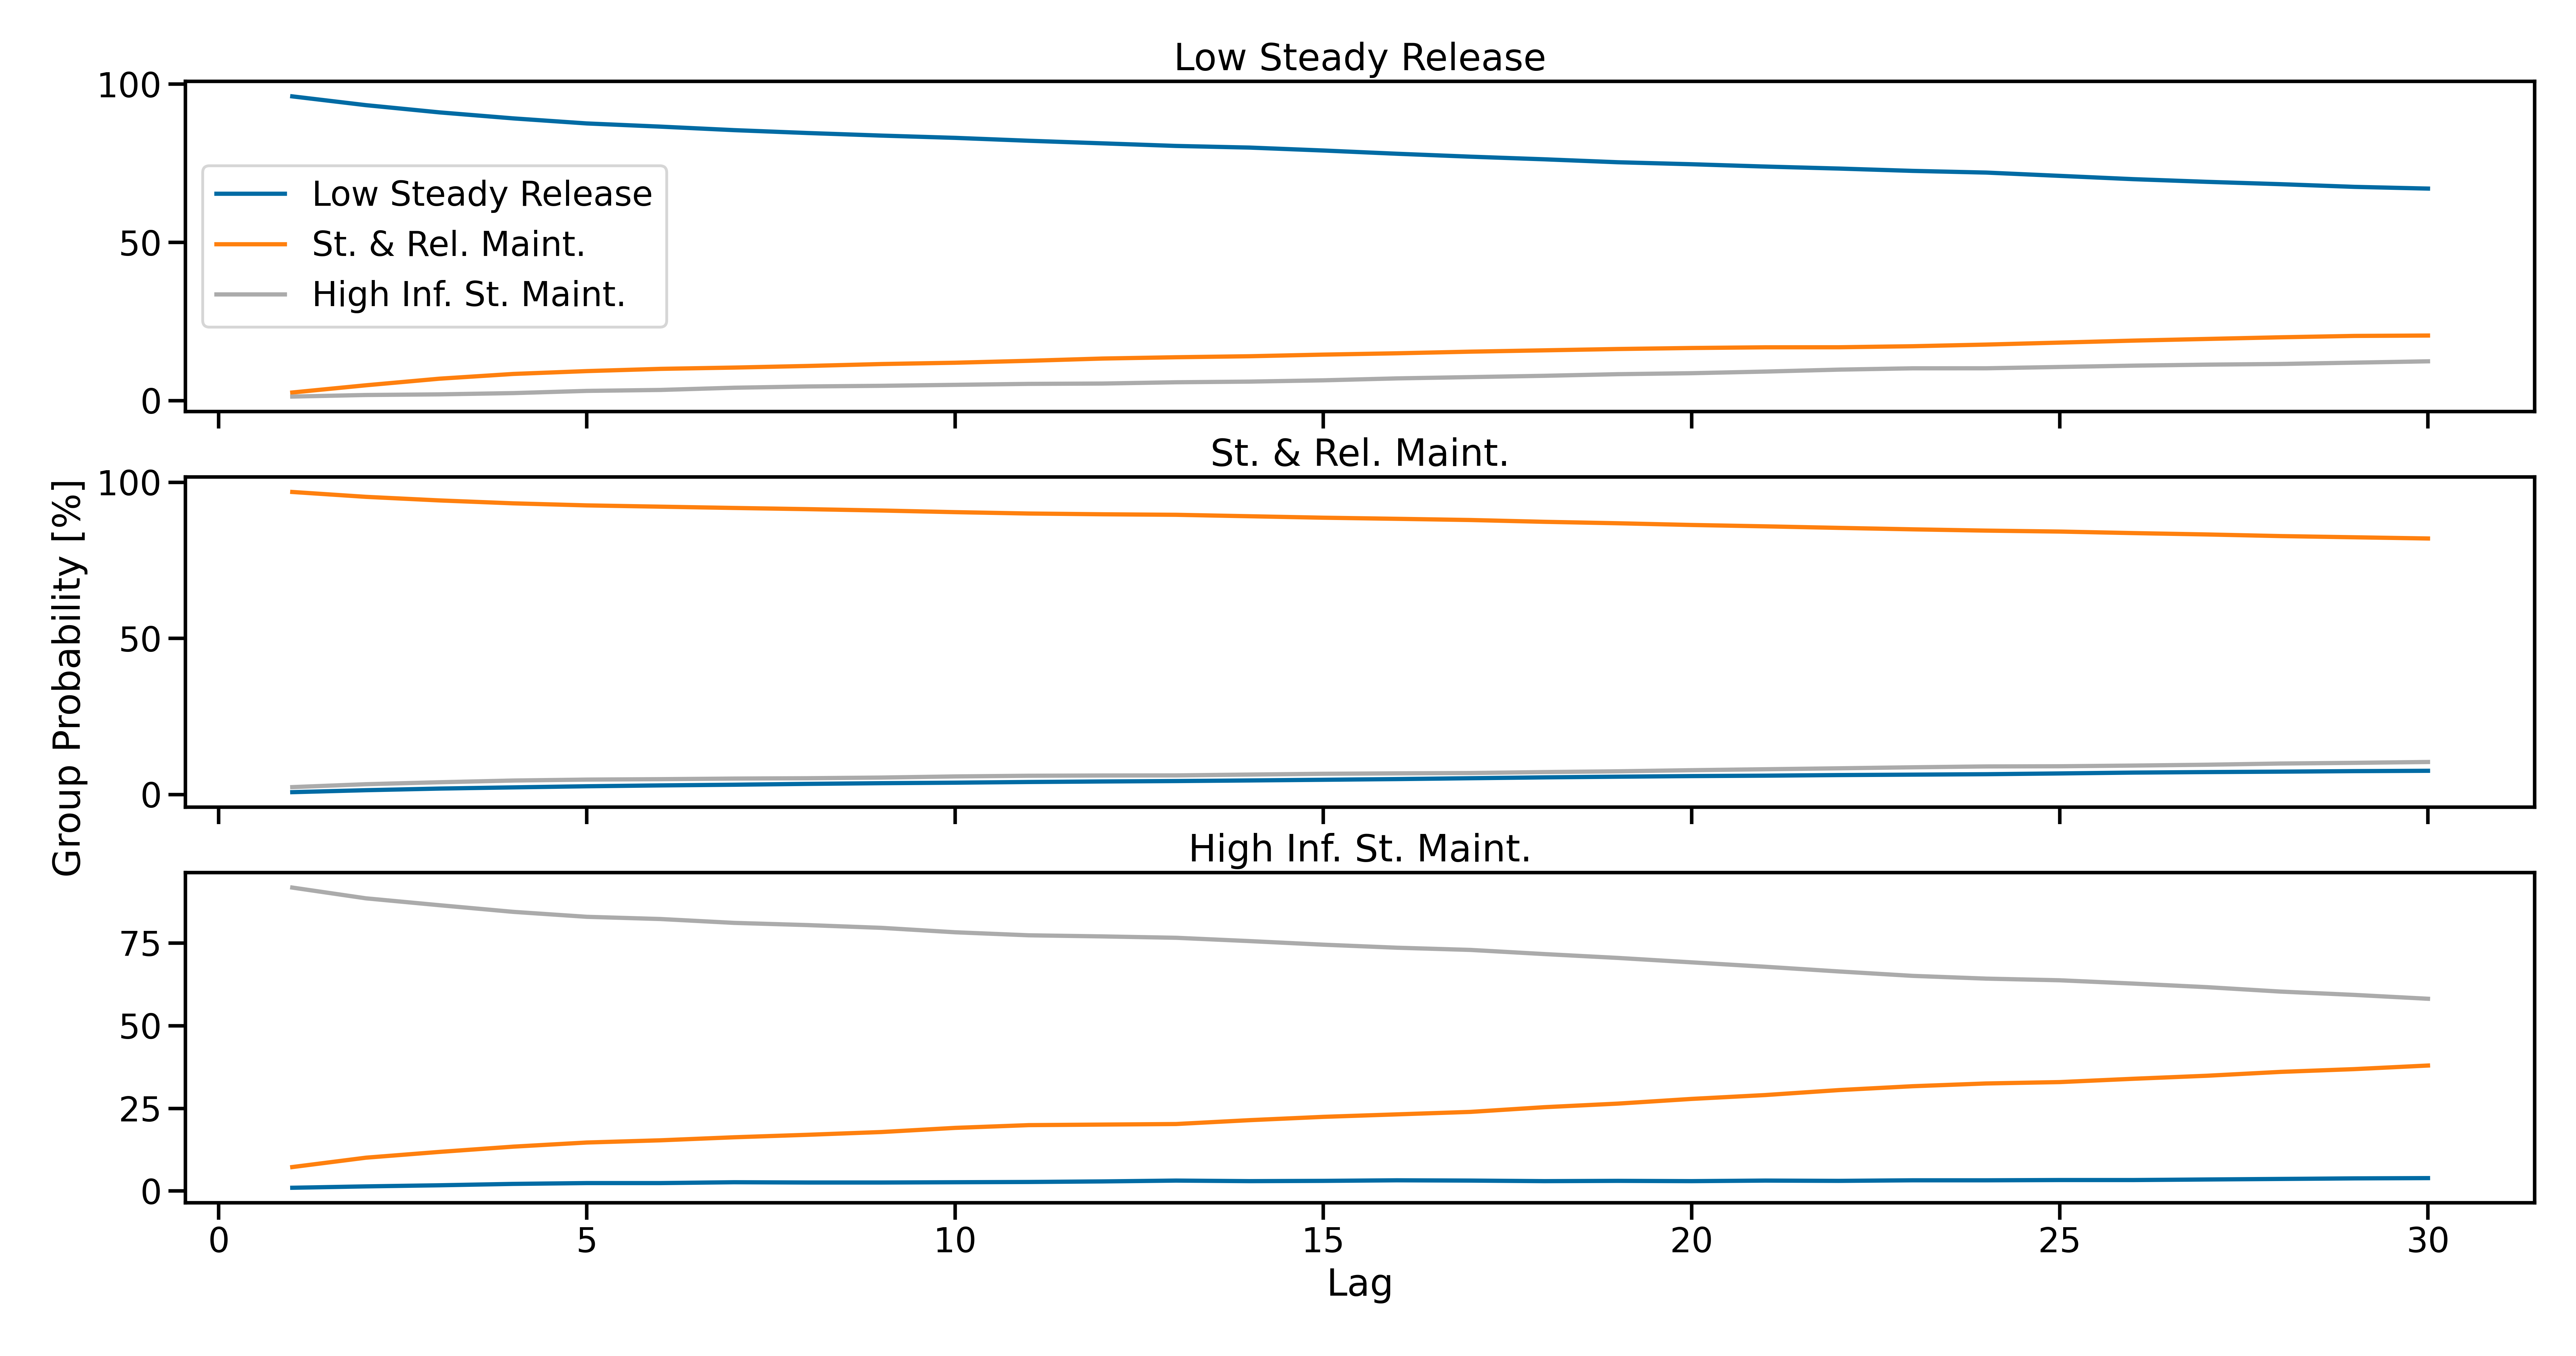 Low Steady Release
100
50
0
Low Steady Release
St. & Rel. Maint.
High Inf. St. Maint.
St. & Rel. Maint.
Group Probability [%]
100
50
0
High Inf. St. Maint.
75
50
25
0
0 5 10 15 20 25 30
Lag